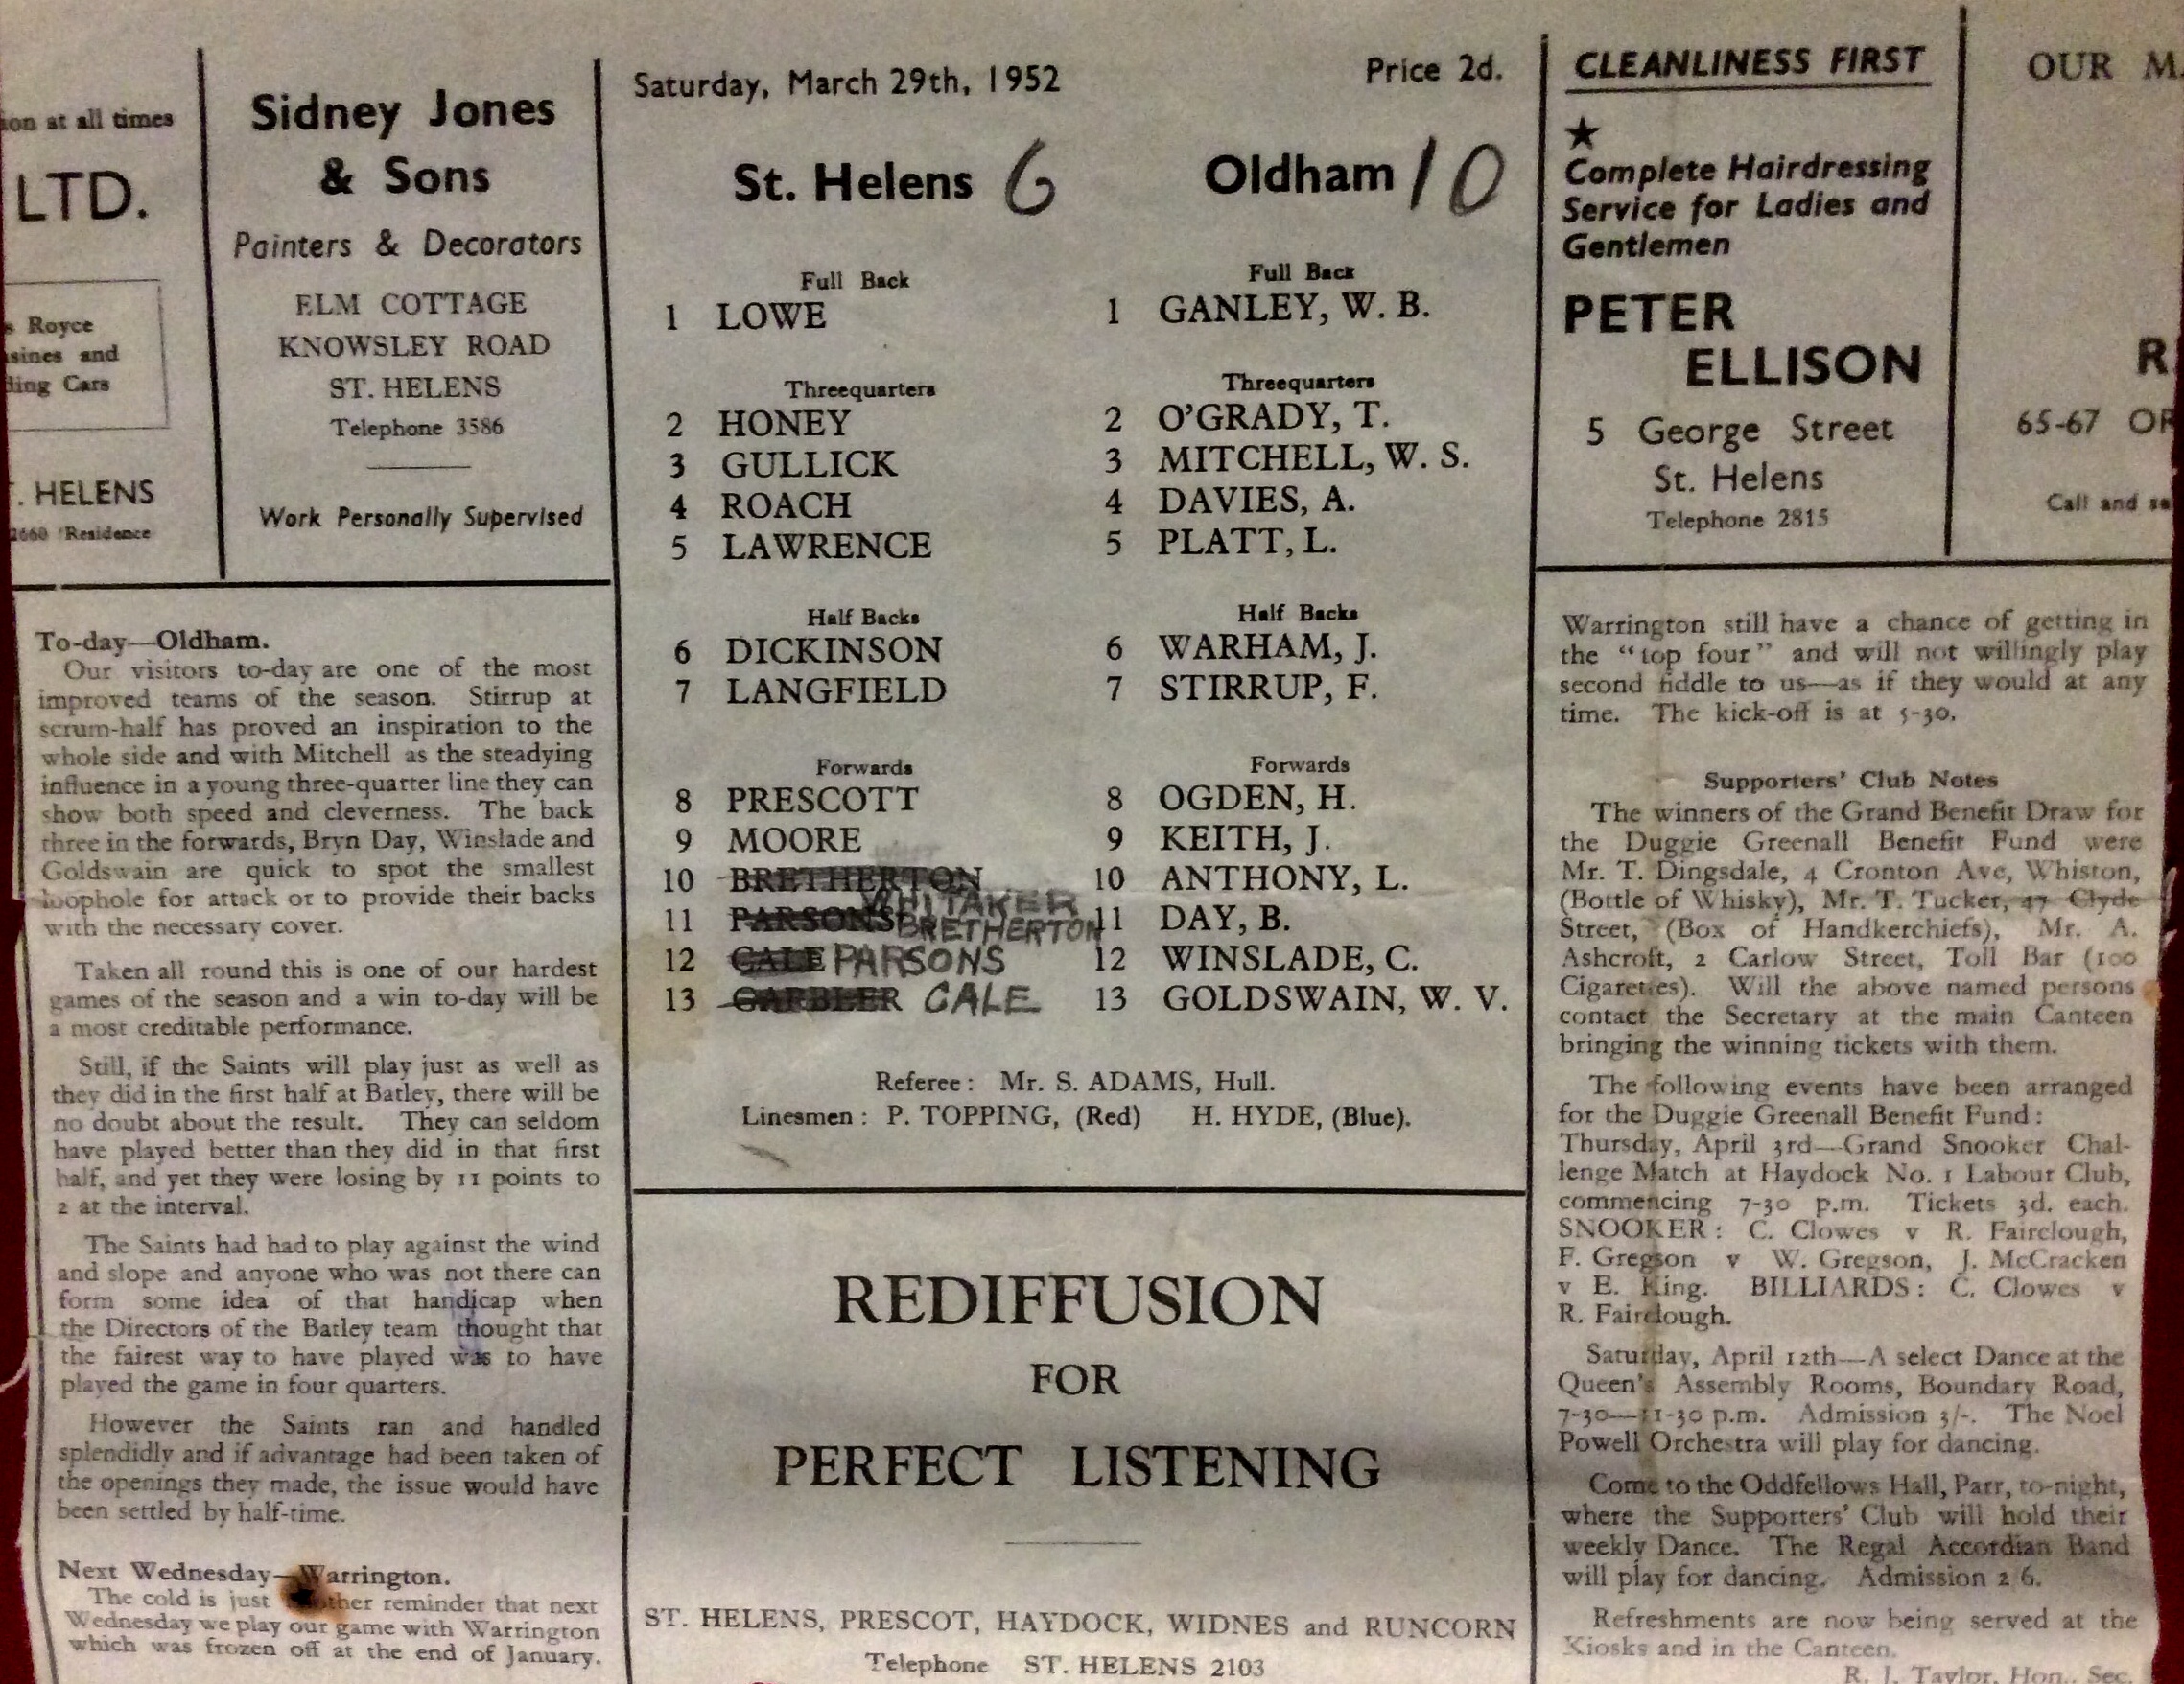 ion at all times
LTD.
Royce
sines and
ding Cars
. HELENS
2660 Residence
Sidney Jones
& Sons
Painters & Decorators
ELM COTTAGE
KNOWSLEY ROAD
ST. HELENS
Telephone 3586
Work Personally Supervised
To-day—Oldham.
Our visitors to-day are one of the most
improved teams of the season. Stirrup at
scrum-half has proved an inspiration to the
whole side and with Mitchell as the steadying
influence in a young three-quarter line they can
show both speed and cleverness. The back
three in the forwards, Bryn Day, Winslade and
Goldswain are quick to spot the smallest
loophole for attack or to provide their backs
with the necessary cover.
Taken all round this is one of our hardest
games of the season and a win to-day will be
a most creditable performance.
Still, if the Saints will play just as well as
they did in the first half at Batley, there will be
no doubt about the result. They can seldom
have played better than they did in that first
half, and yet they were losing by 11 points to
2 at the interval.
The Saints had had to play against the wind
and slope and anyone who was not there can
form some idea of that handicap when
the Directors of the Batley team thought that
the fairest way to have played was to have
played the game in four quarters.
However the Saints ran and handled
splendidly and if advantage had been taken of
the openings they made, the issue would have
been settled by half-time.
Next Wednesday—Warrington.
The cold is just another reminder that next
Wednesday we play our game with Warrington
which was frozen off at the end of January.
Saturday, March 29th, 1952 Price 2d.
St. Helens 6 Oldham 10
Full Back Full Back
1 LOWE 1 GANLEY, W. B.
Threequarters Threequarters
2 HONEY 2 O'GRADY, T.
3 GULLICK 3 MITCHELL, W. S.
4 ROACH 4 DAVIES, A.
5 LAWRENCE 5 PLATT, L.
Half Backs Half Backs
6 DICKINSON 6 WARHAM, J.
7 LANGFIELD 7 STIRRUP, F.
Forwards Forwards
8 PRESCOTT 8 OGDEN, H.
9 MOORE 9 KEITH, J.
10 BRETHERTON WHITAKER 10 ANTHONY, L.
11 PARSONS BRETHERTON 11 DAY, B.
12 CALE PARSONS 12 WINSLADE, C.
13 CALE 13 GOLDSWAIN, W. V.
Referee: Mr. S. ADAMS, Hull.
Linesmen: P. TOPPING, (Red) H. HYDE, (Blue).
REDIFFUSION
FOR
PERFECT LISTENING
ST. HELENS, PRESCOT, HAYDOCK, WIDNES and RUNCORN
Telephone ST. HELENS 2103
CLEANLINESS FIRST
★
Complete Hairdressing
Service for Ladies and
Gentlemen
PETER
ELLISON
5 George Street
St. Helens
Telephone 2815
OUR
R
65-67
Call and
Warrington still have a chance of getting in
the "top four" and will not willingly play
second fiddle to us—as if they would at any
time. The kick-off is at 5-30.
Supporters' Club Notes
The winners of the Grand Benefit Draw for
the Duggie Greenall Benefit Fund were
Mr. T. Dingsdale, 4 Cronton Ave, Whiston,
(Bottle of Whisky), Mr. T. Tucker, 47 Clyde
Street, (Box of Handkerchiefs), Mr. A.
Ashcroft, 2 Carlow Street, Toll Bar (100
Cigarettes). Will the above named persons
contact the Secretary at the main Canteen
bringing the winning tickets with them.
The following events have been arranged
for the Duggie Greenall Benefit Fund:
Thursday, April 3rd—Grand Snooker Chal-
lenge Match at Haydock No. 1 Labour Club,
commencing 7-30 p.m. Tickets 3d. each.
SNOOKER: C. Clowes v R. Fairclough,
F. Gregson v W. Gregson, J. McCracken
v E. King. BILLIARDS: C. Clowes v
R. Fairclough.
Saturday, April 12th—A select Dance at the
Queen's Assembly Rooms, Boundary Road,
7-30—11-30 p.m. Admission 3/-. The Noel
Powell Orchestra will play for dancing.
Come to the Oddfellows Hall, Parr, to-night,
where the Supporters' Club will hold their
weekly Dance. The Regal Accordian Band
will play for dancing. Admission 2 6.
Refreshments are now being served at the
Kiosks and in the Canteen.
R. J. Taylor, Hon. Sec.